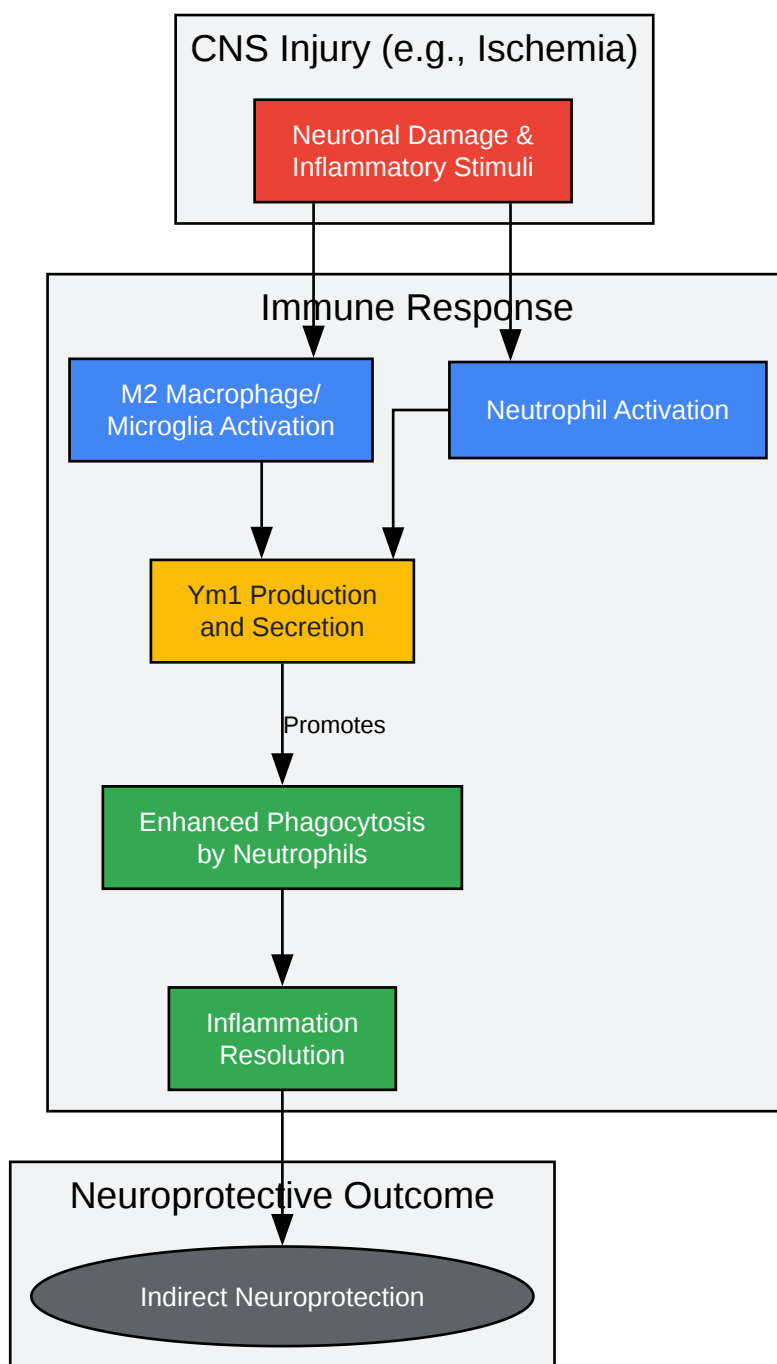 CNS Injury (e.g., Ischemia)
Neuronal Damage &
Inflammatory Stimuli
Immune Response
M2 Macrophage/
Microglia Activation
Neutrophil Activation
Ym1 Production
and Secretion
Promotes
Enhanced Phagocytosis
by Neutrophils
Inflammation
Resolution
Neuroprotective Outcome
Indirect Neuroprotection